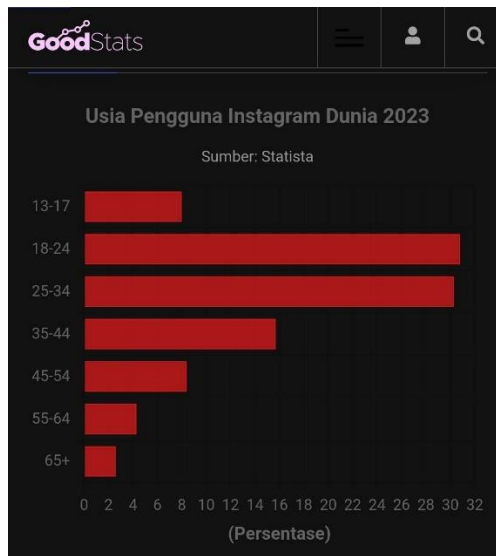 GoodStats
Usia Pengguna Instagram Dunia 2023
Sumber: Statista
13-17
18-24
25-34
35-44
45-54
55-64
65+
0 2 4 6 8 10 12 14 16 18 20 22 24 26 28 30 32
(Persentase)